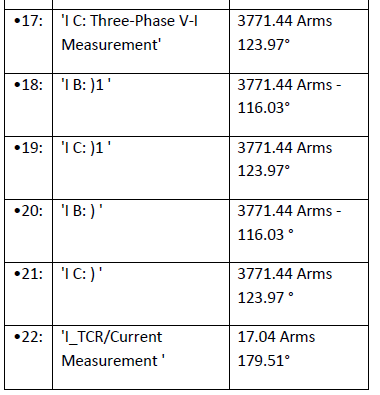 •17: 'I C: Three-Phase V-I 3771.44 Arms
Measurement' 123.97°
•18: 'I B: )1 ' 3771.44 Arms -
116.03°
•19: 'I C: )1 ' 3771.44 Arms
123.97°
•20: 'I B: ) ' 3771.44 Arms -
116.03 °
•21: 'I C: ) ' 3771.44 Arms
123.97 °
•22: 'I_TCR/Current 17.04 Arms
Measurement ' 179.51°